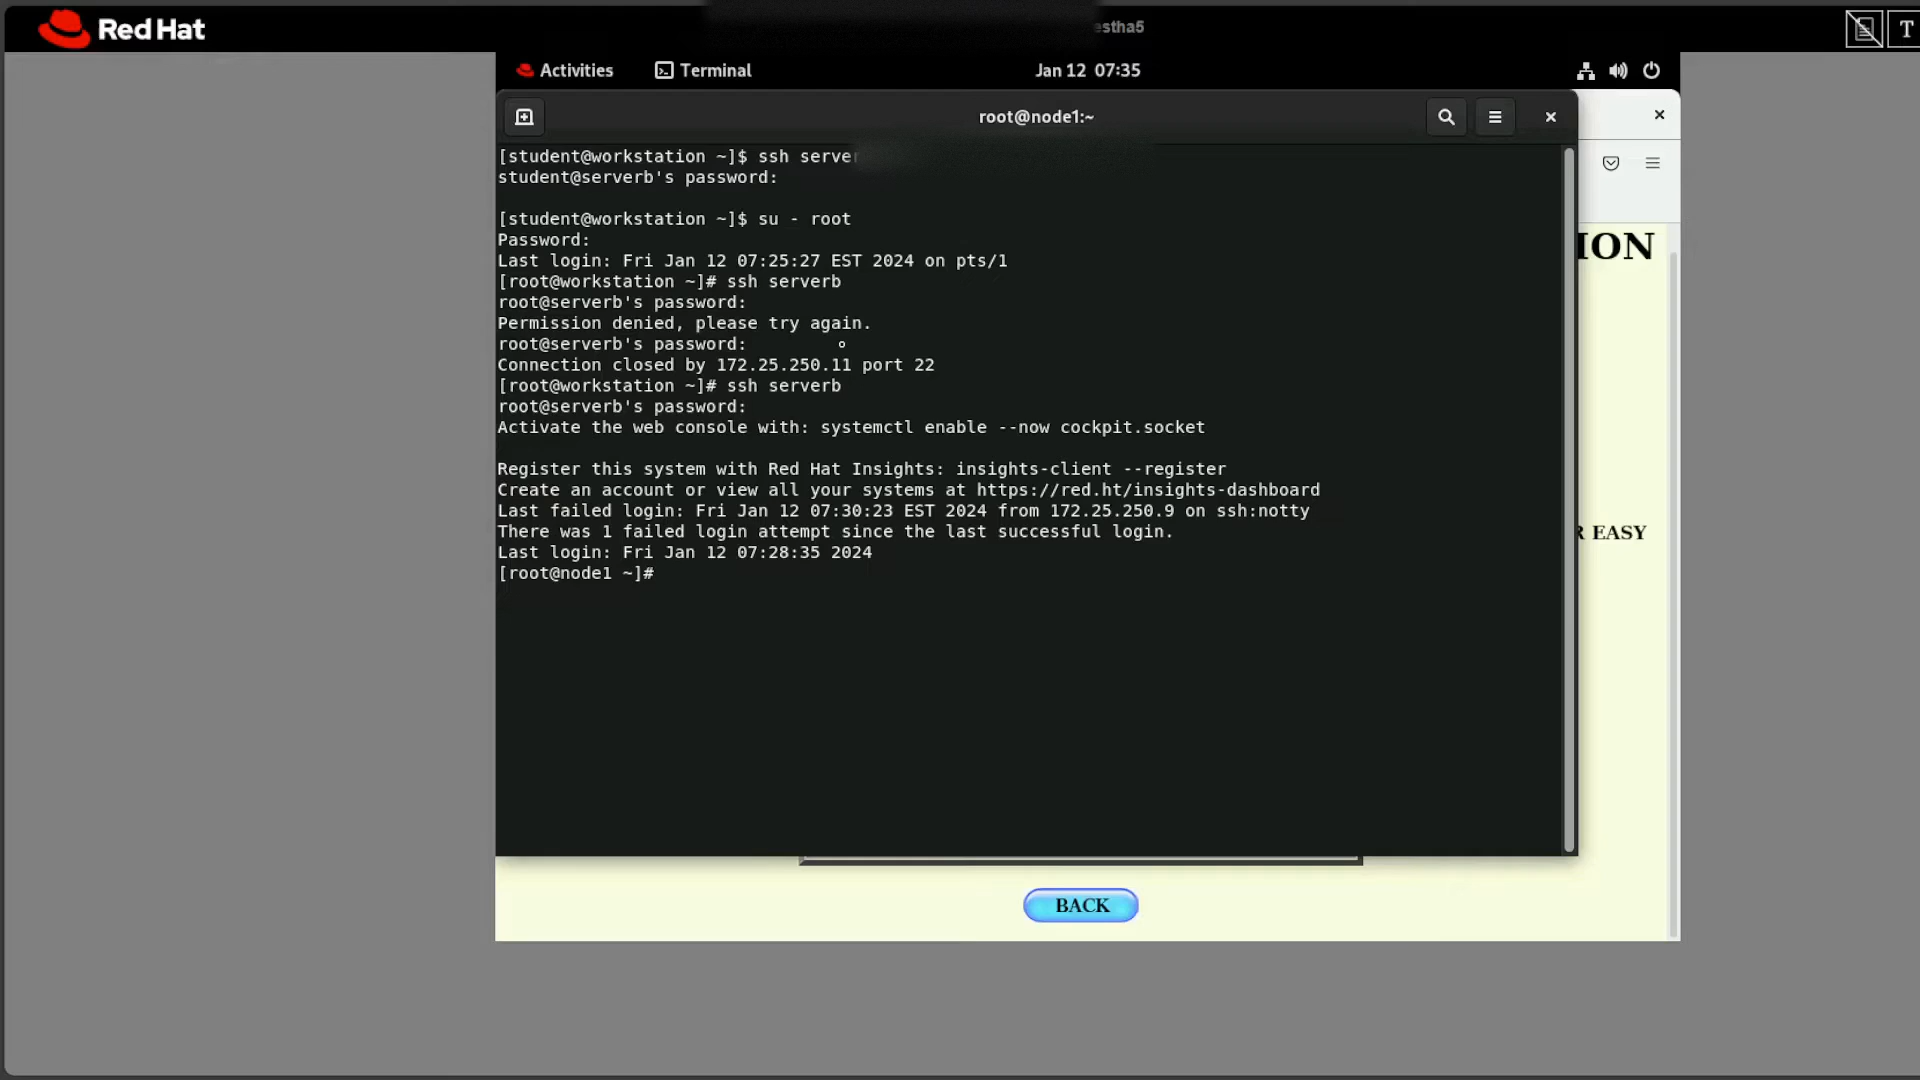 Red Hat
estha5
T
Activities
Terminal
Jan 12 07:35
root@node1:~
[student@workstation ~]$ ssh server
student@serverb's password:
[student@workstation ~]$ su - root
Password:
Last login: Fri Jan 12 07:25:27 EST 2024 on pts/1
[root@workstation ~]# ssh serverb
root@serverb's password:
Permission denied, please try again.
root@serverb's password:
Connection closed by 172.25.250.11 port 22
[root@workstation ~]# ssh serverb
root@serverb's password:
Activate the web console with: systemctl enable --now cockpit.socket
Register this system with Red Hat Insights: insights-client --register
Create an account or view all your systems at https://red.ht/insights-dashboard
Last failed login: Fri Jan 12 07:30:23 EST 2024 from 172.25.250.9 on ssh:notty
There was 1 failed login attempt since the last successful login.
Last login: Fri Jan 12 07:28:35 2024
[root@node1 ~]#
ION
R EASY
BACK